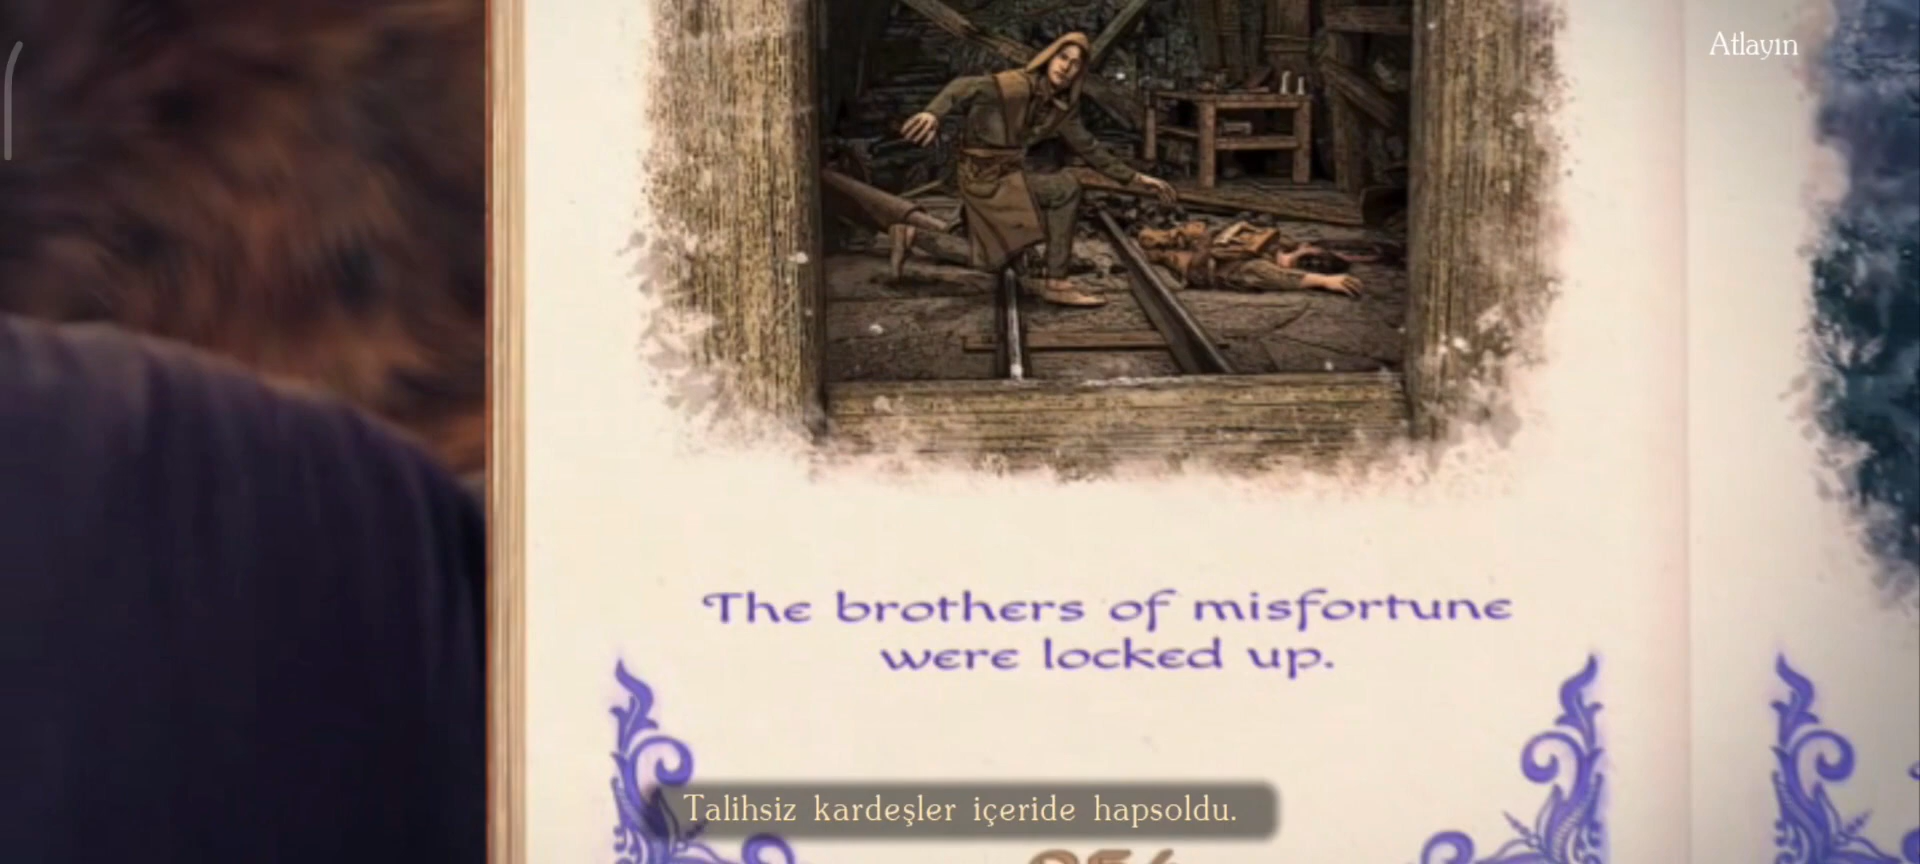 Atlayın
The brothers of misfortune
were locked up.
Talihsiz kardeşler içeride hapsoldu.